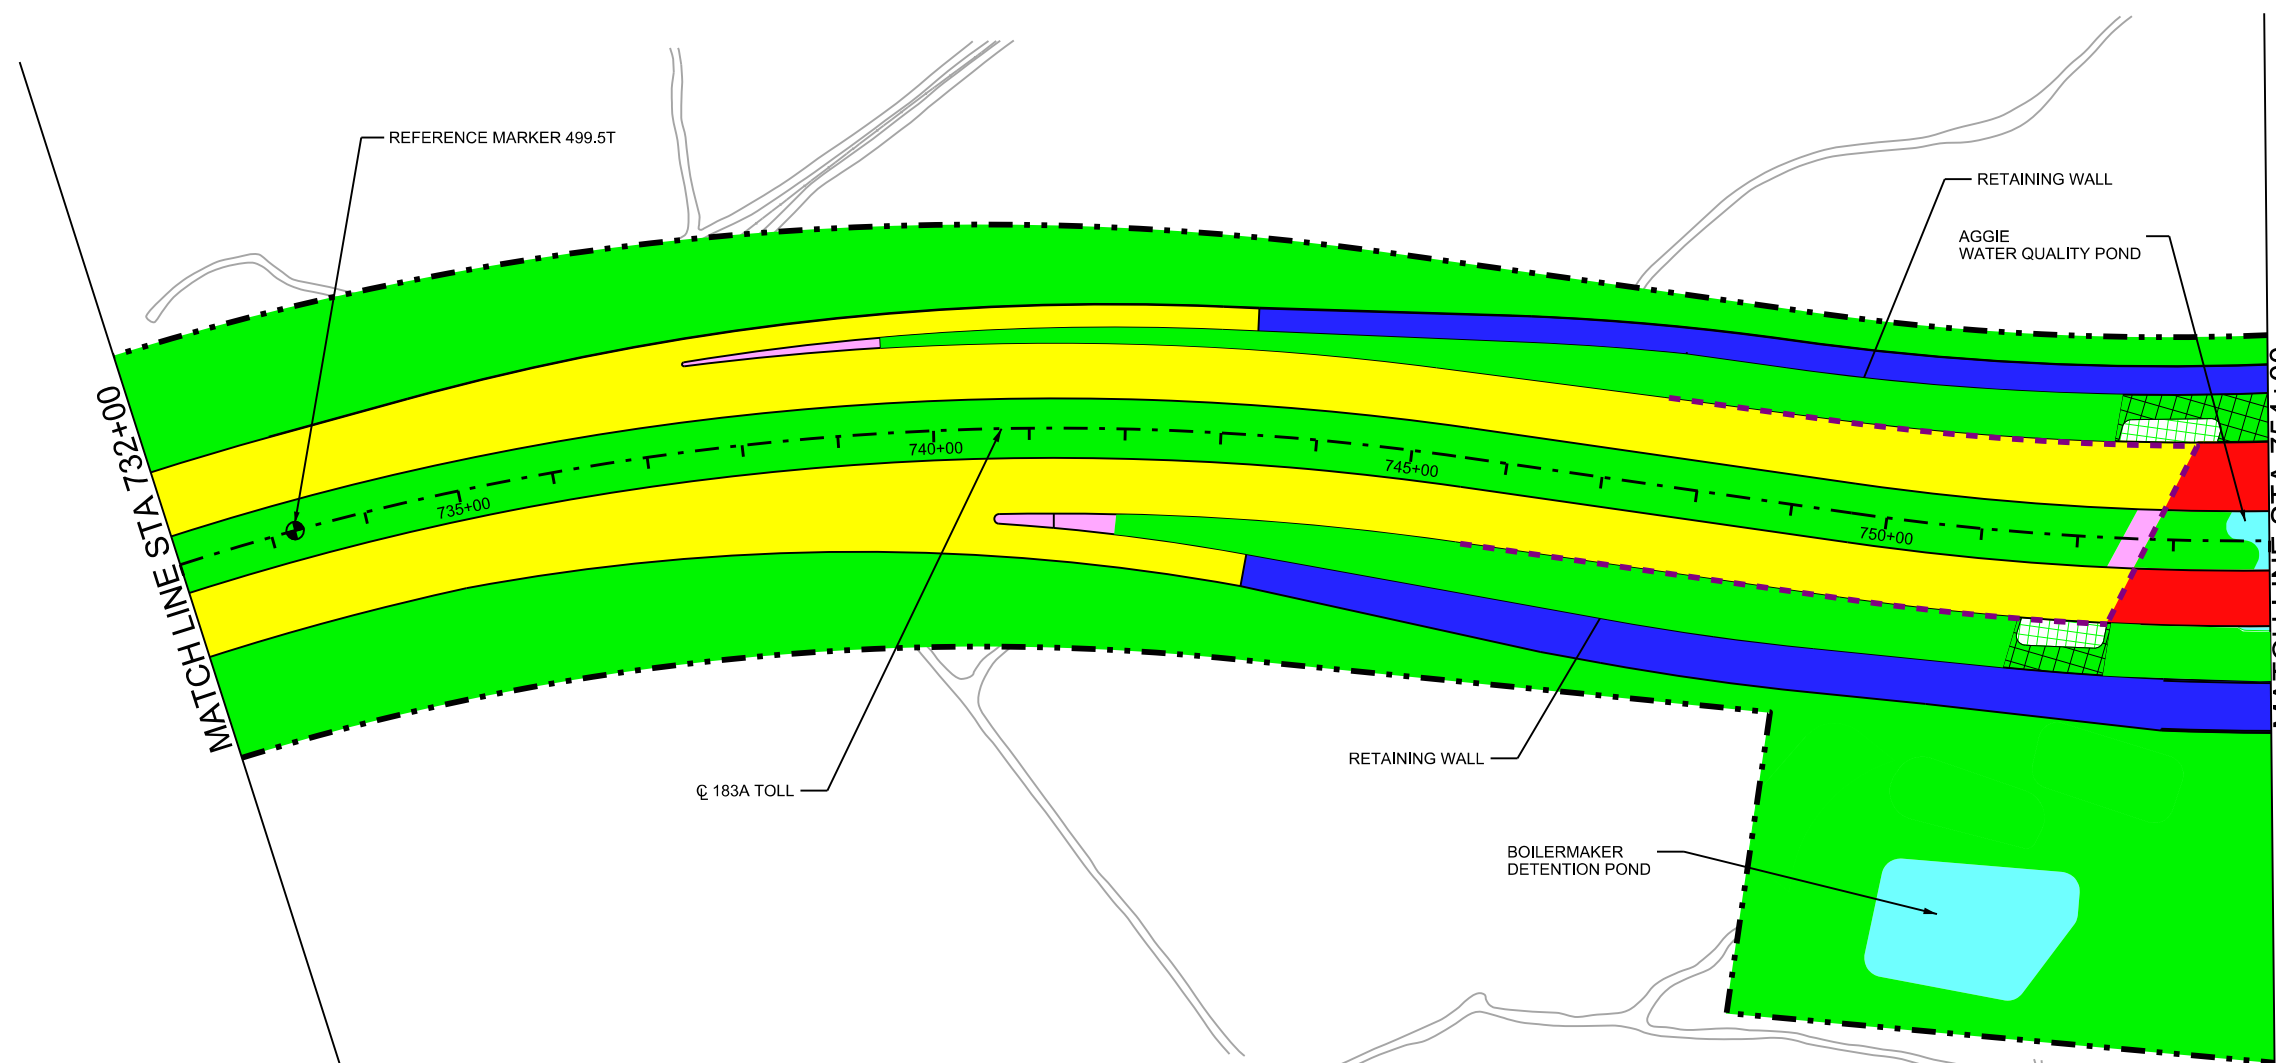 REFERENCE MARKER 499.5T
RETAINING WALL
AGGIE
WATER QUALITY POND
MATCH LINE STA 732+00
735+00
740+00
745+00
750+00
RETAINING WALL
℄ 183A TOLL
BOILERMAKER
DETENTION POND